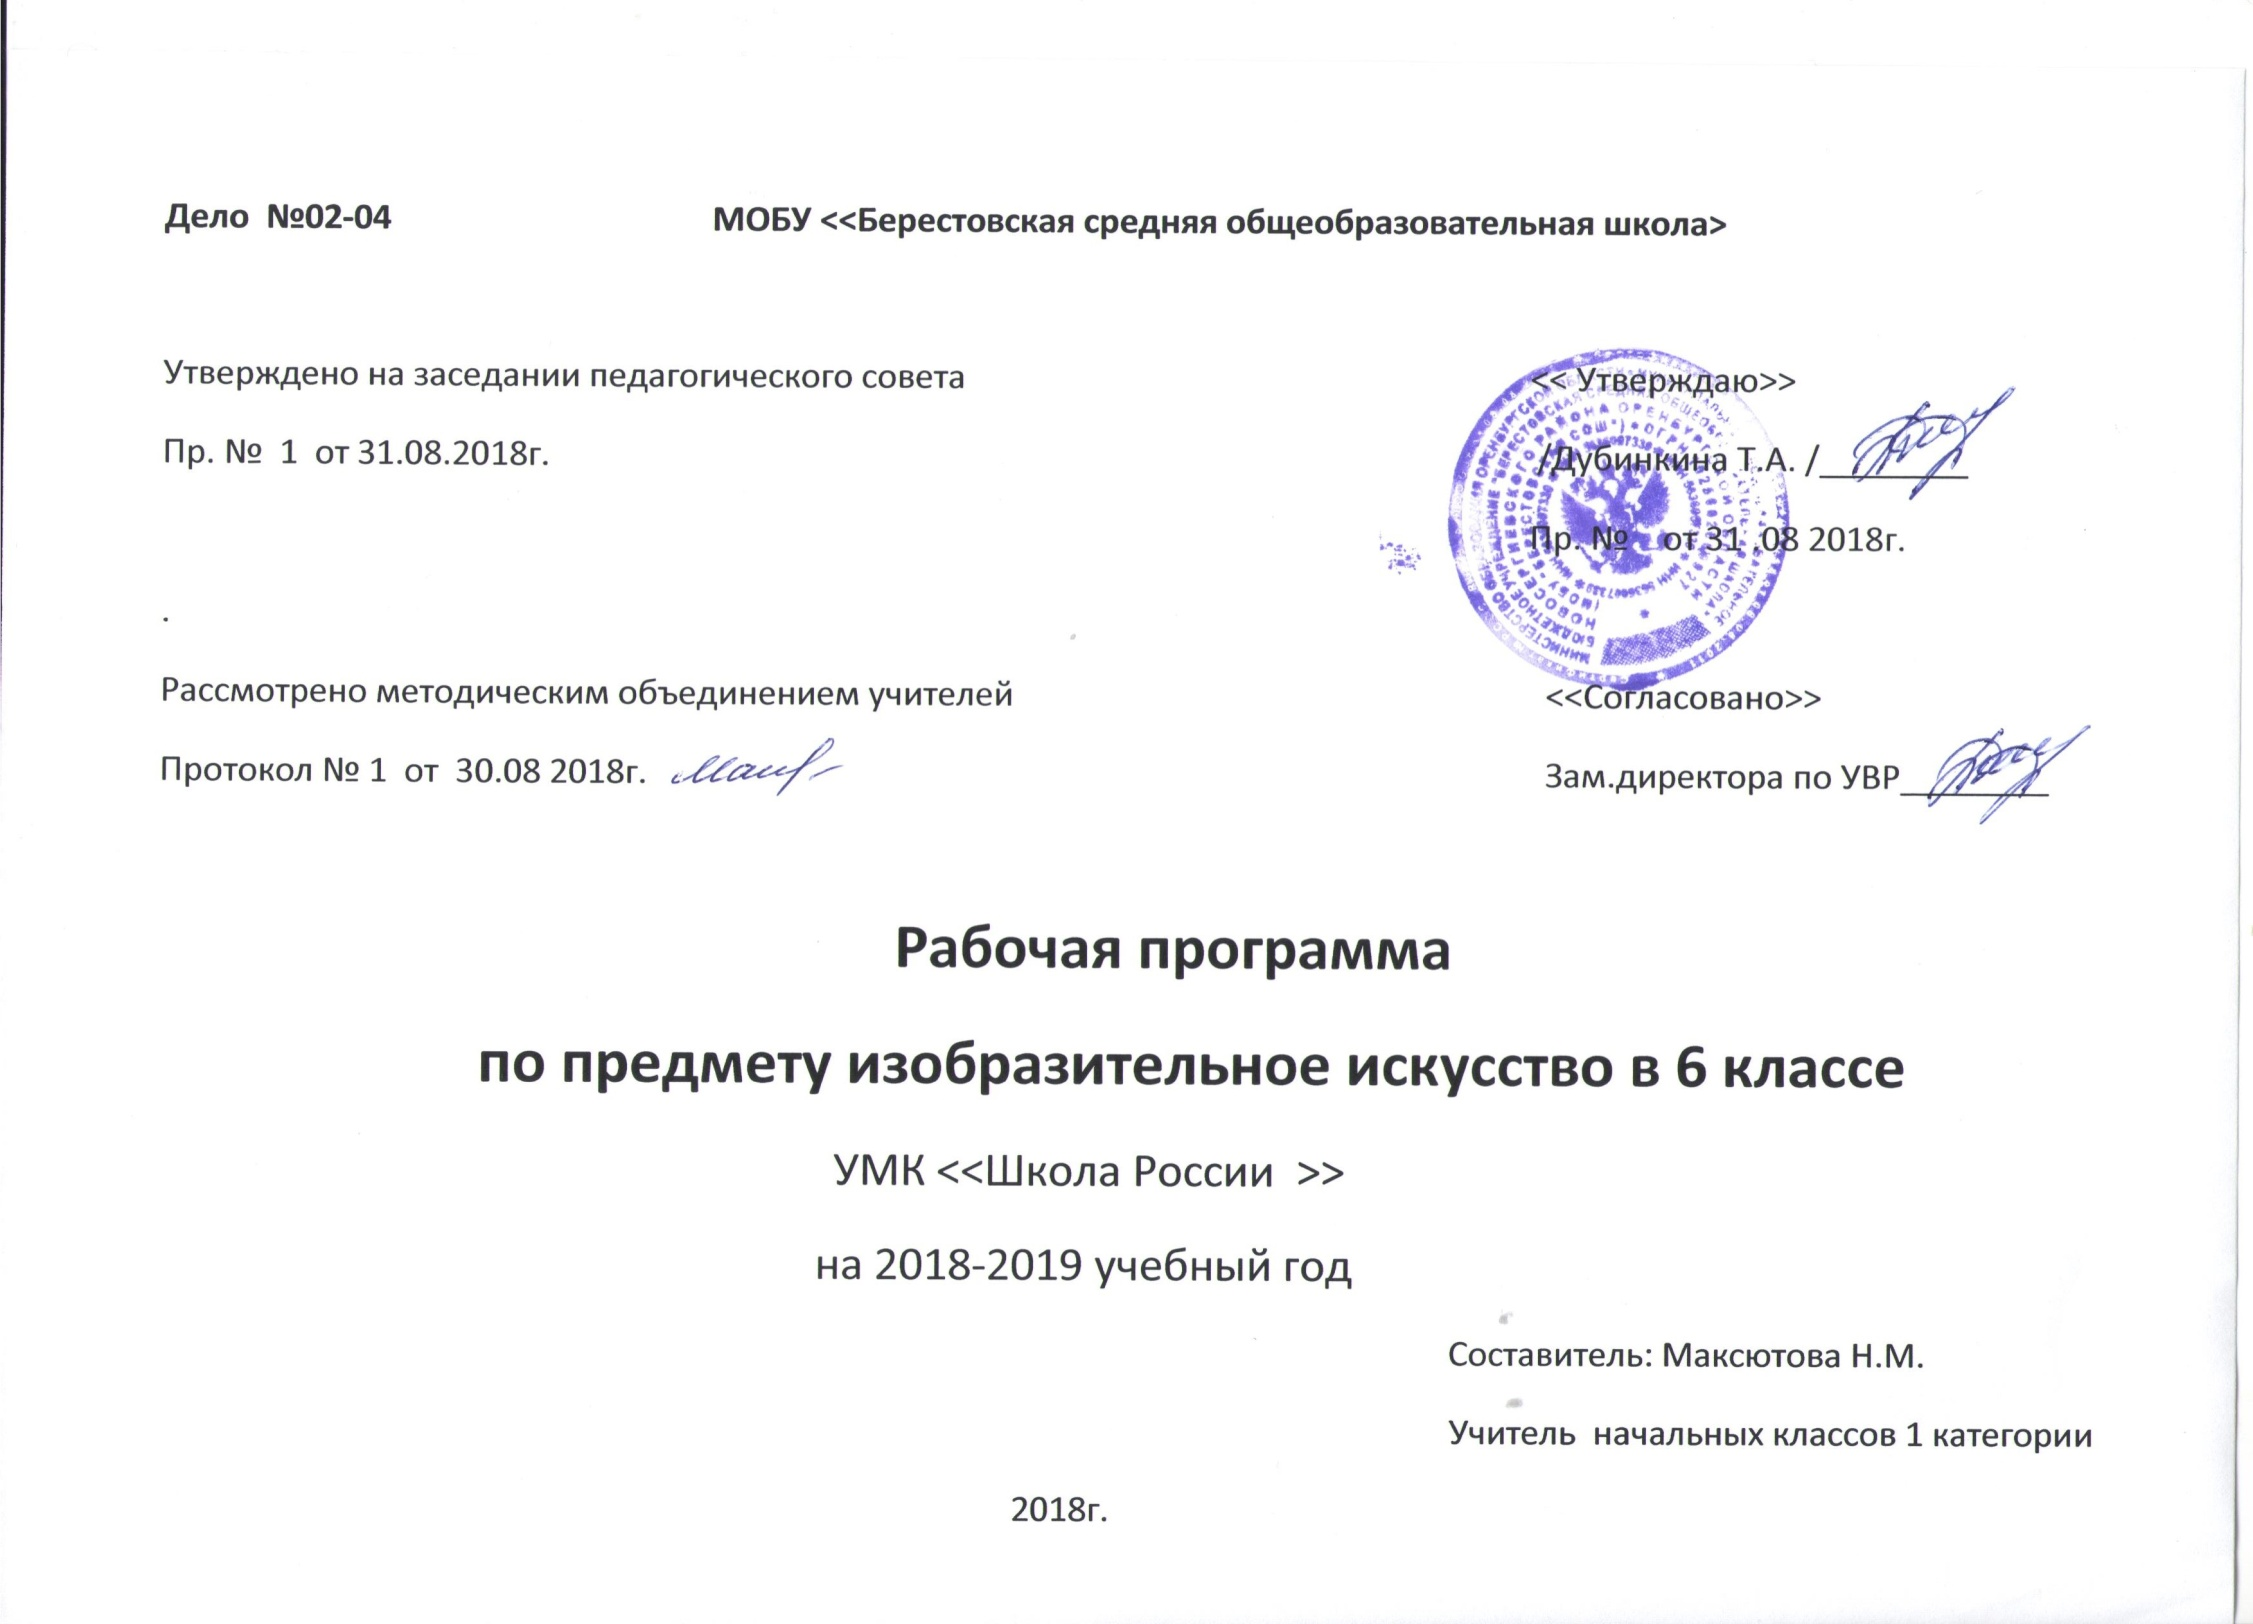 Дело №02-04
МОБУ <<Берестовская средняя общеобразовательная школа>
Утверждено на заседании педагогического совета
<< Утверждаю>>
Пр. № 1 от 31.08.2018г.
/Дубинкина Т.А. /
Пр. № от 31 .08 2018г.
.
Рассмотрено методическим объединением учителей
<<Согласовано>>
Протокол № 1 от 30.08 2018г.
Зам.директора по УВР
Рабочая программа
по предмету изобразительное искусство в 6 классе
УМК <<Школа России >>
на 2018-2019 учебный год
Составитель: Максютова Н.М.
Учитель начальных классов 1 категории
2018г.